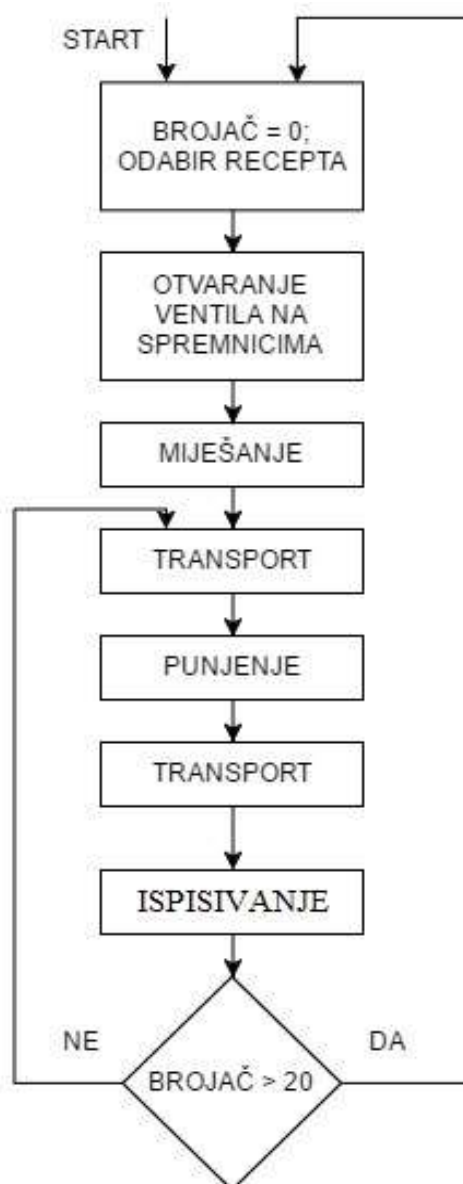 START
BROJAČ = 0;
ODABIR RECEPTA
OTVARANJE
VENTILA NA
SPREMNICIMA
MIJEŠANJE
TRANSPORT
PUNJENJE
TRANSPORT
ISPISIVANJE
NE
BROJAČ > 20
DA